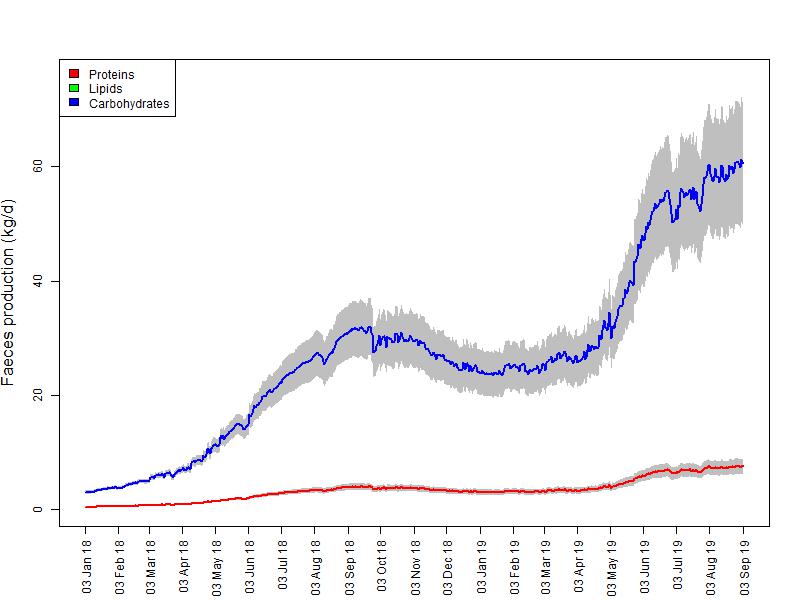 Proteins
Lipids
Carbohydrates
Faeces production (kg/d)
60
40
20
0
03 Jan 18
03 Feb 18
03 Mar 18
03 Apr 18
03 May 18
03 Jun 18
03 Jul 18
03 Aug 18
03 Sep 18
03 Oct 18
03 Nov 18
03 Dec 18
03 Jan 19
03 Feb 19
03 Mar 19
03 Apr 19
03 May 19
03 Jun 19
03 Jul 19
03 Aug 19
03 Sep 19